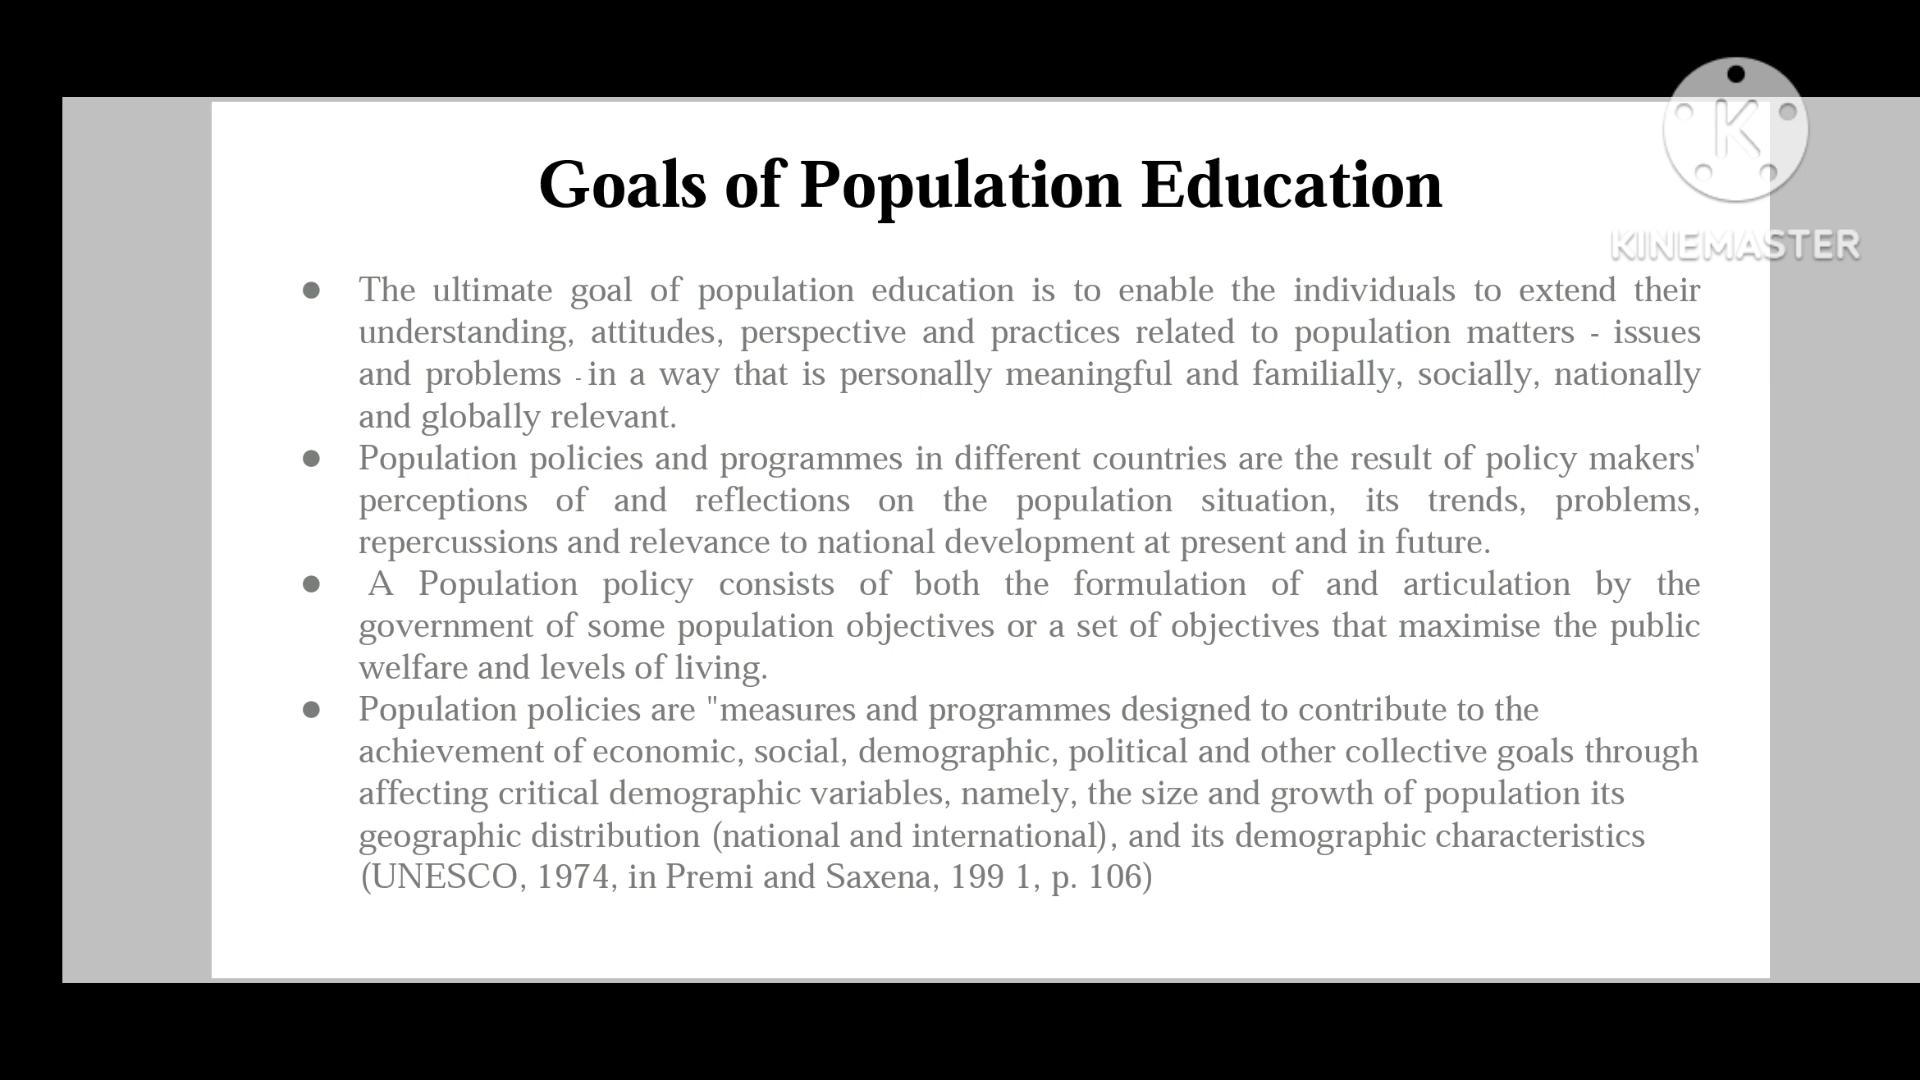 Goals of Population Education
K
KINEMASTER
● The ultimate goal of population education is to enable the individuals to extend their
understanding, attitudes, perspective and practices related to population matters - issues
and problems - in a way that is personally meaningful and familially, socially, nationally
and globally relevant.
● Population policies and programmes in different countries are the result of policy makers'
perceptions of and reflections on the population situation, its trends, problems,
repercussions and relevance to national development at present and in future.
● A Population policy consists of both the formulation of and articulation by the
government of some population objectives or a set of objectives that maximise the public
welfare and levels of living.
● Population policies are "measures and programmes designed to contribute to the
achievement of economic, social, demographic, political and other collective goals through
affecting critical demographic variables, namely, the size and growth of population its
geographic distribution (national and international), and its demographic characteristics
(UNESCO, 1974, in Premi and Saxena, 199 1, p. 106)